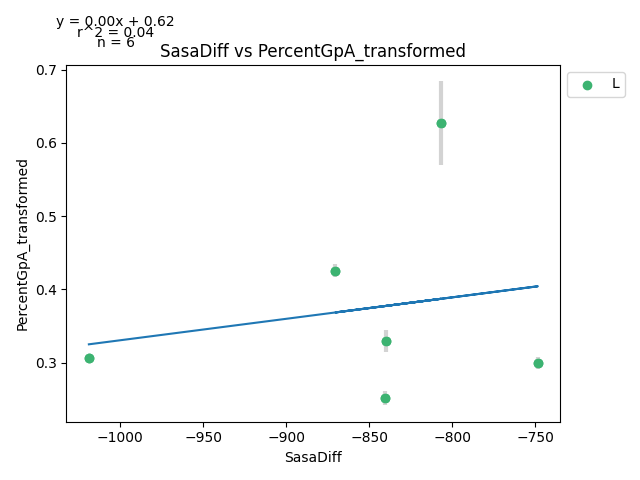 y = 0.00x + 0.62
r^2 = 0.04
n = 6
SasaDiff vs PercentGpA_transformed
L
PercentGpA_transformed
0.7
0.6
0.5
0.4
0.3
−1000
−950
−900
−850
−800
−750
SasaDiff